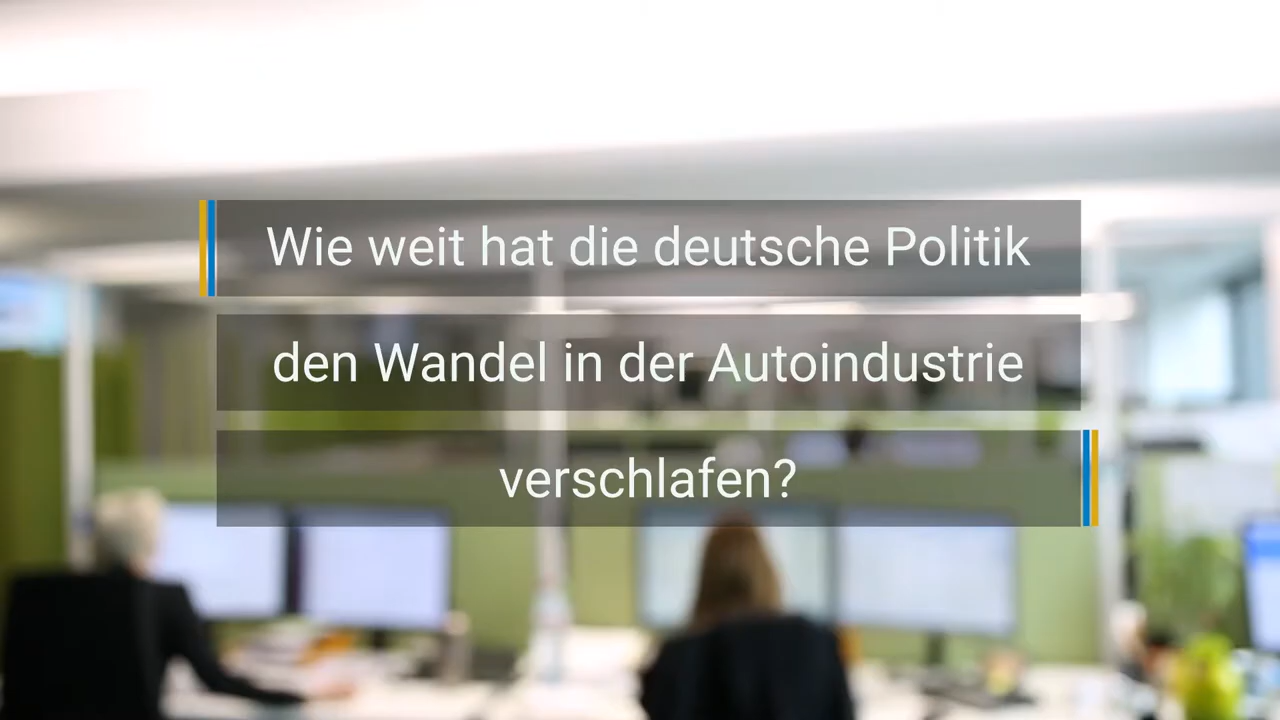 Wie weit hat die deutsche Politik
den Wandel in der Autoindustrie
verschlafen?